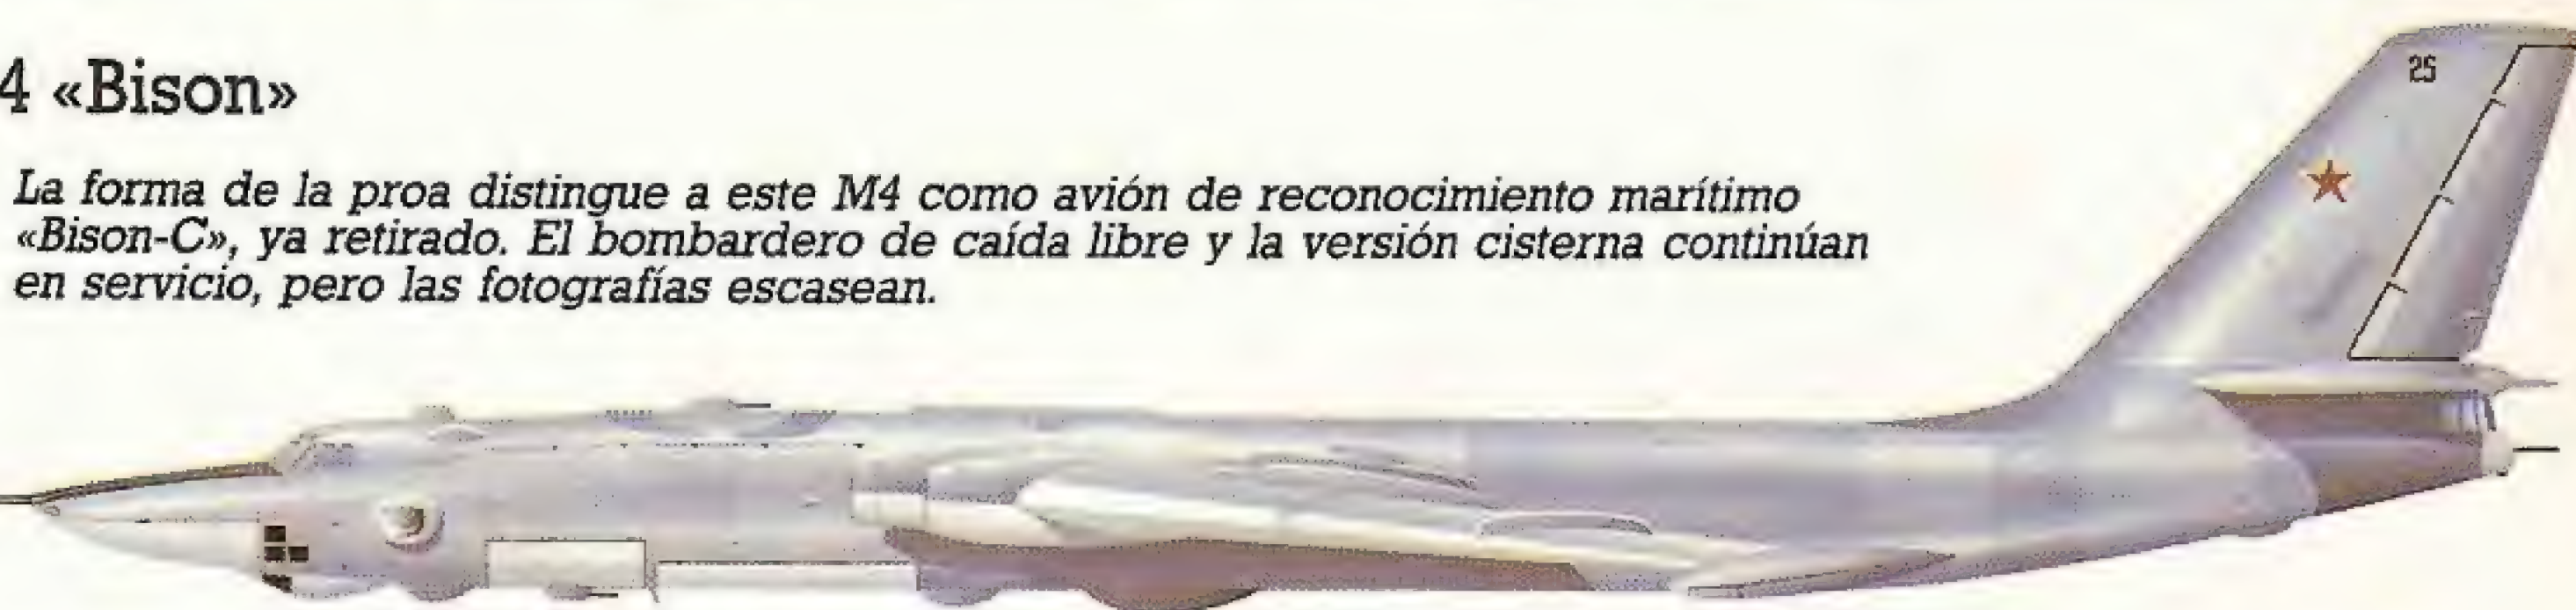 4 «Bison»
La forma de la proa distingue a este M4 como avión de reconocimiento marítimo
«Bison-C», ya retirado. El bombardero de caída libre y la versión cisterna continúan
en servicio, pero las fotografías escasean.
25